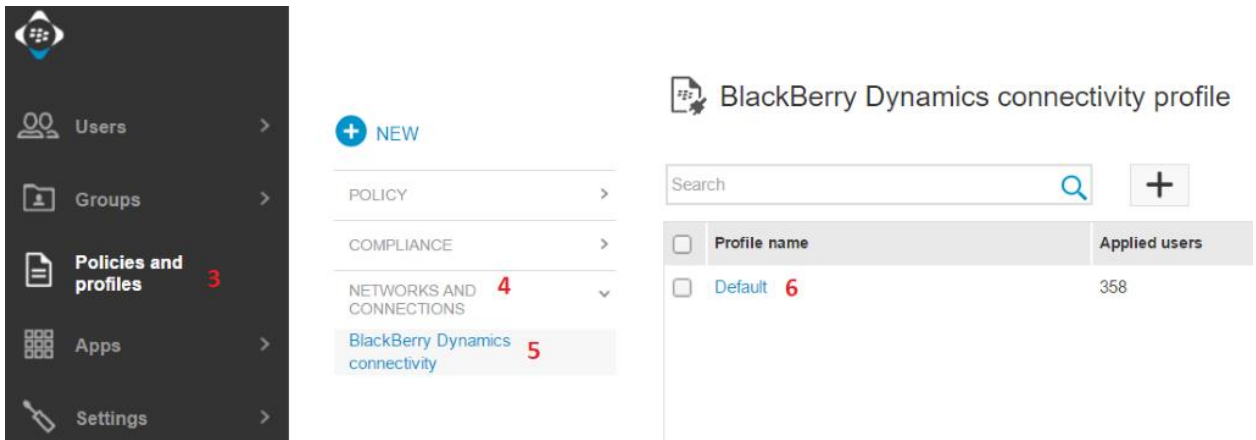 Users
Groups
Policies and
profiles 3
Apps
Settings
NEW
POLICY
COMPLIANCE
NETWORKS AND 4
CONNECTIONS
BlackBerry Dynamics
connectivity 5
BlackBerry Dynamics connectivity profile
Search
Profile name Applied users
Default 6 358